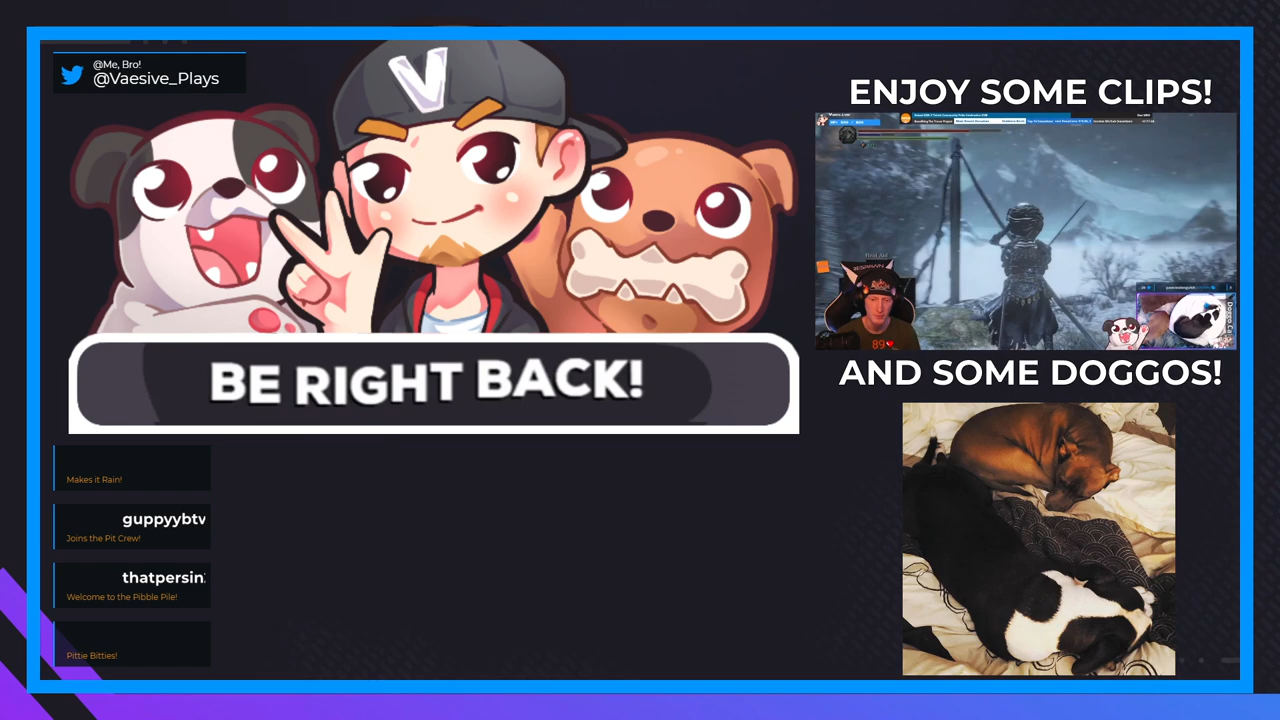 @Me, Bro!
@Vaesive_Plays
V
BE RIGHT BACK!
Makes it Rain!
guppyybtv
Joins the Pit Crew!
thatpersin
Welcome to the Pibble Pile!
Pittie Bitties!
ENJOY SOME CLIPS!
89
AND SOME DOGGOS!